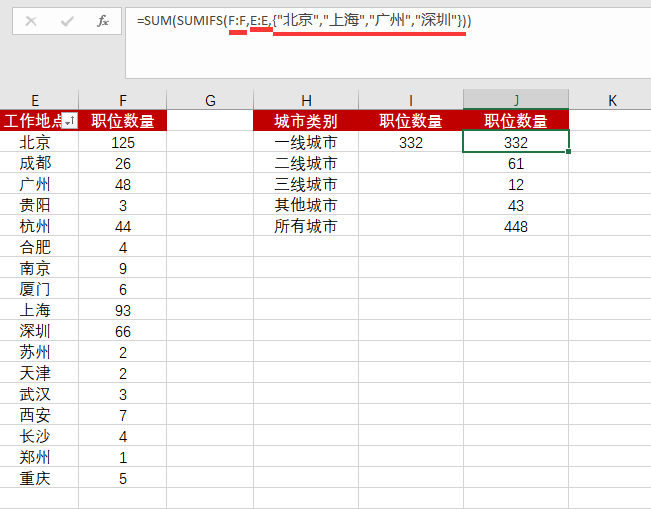 fx =SUM(SUMIFS(F:F,E:E,{"北京","上海","广州","深圳"}))
E F G H I J K
工作地点 职位数量 城市类别 职位数量 职位数量
北京 125 一线城市 332 332
成都 26 二线城市 61
广州 48 三线城市 12
贵阳 3 其他城市 43
杭州 44 所有城市 448
合肥 4
南京 9
厦门 6
上海 93
深圳 66
苏州 2
天津 2
武汉 3
西安 7
长沙 4
郑州 1
重庆 5